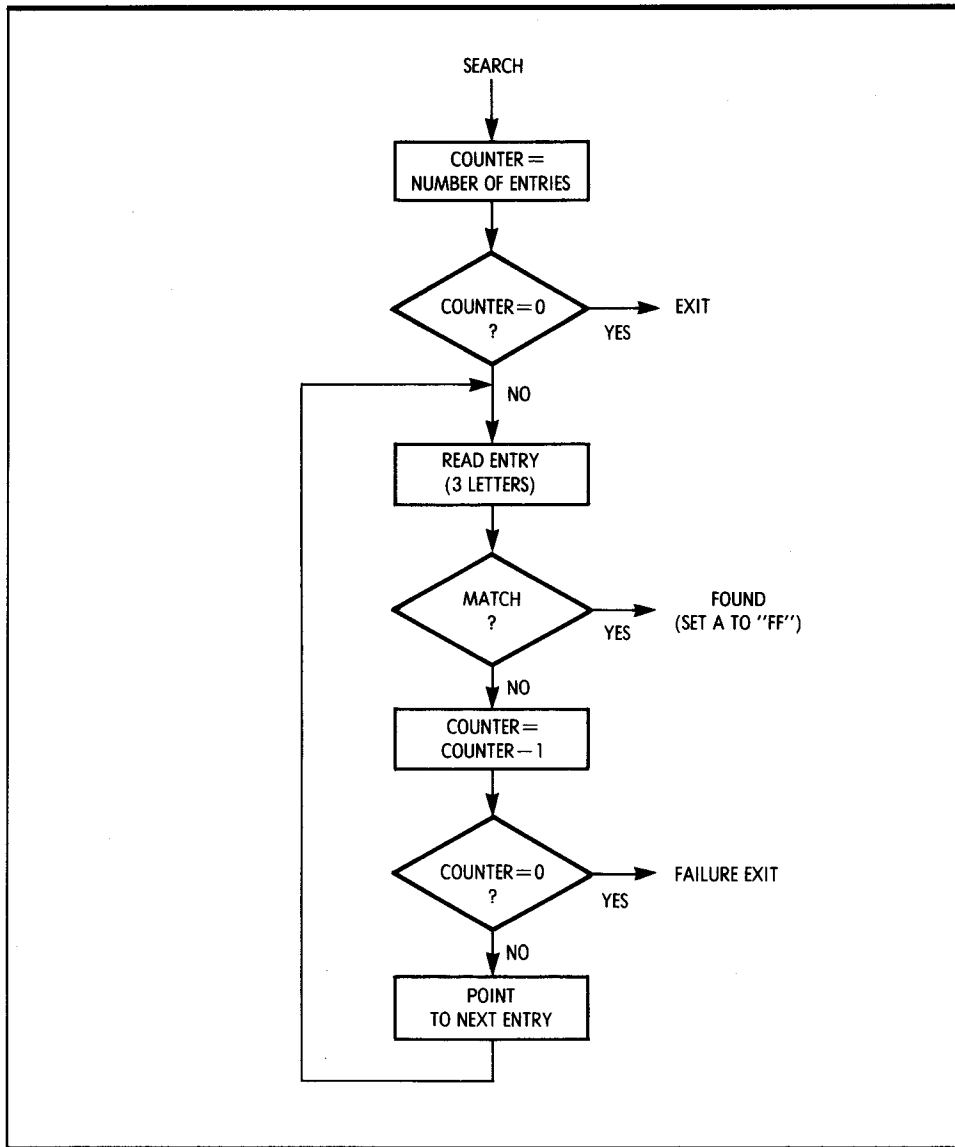 SEARCH
COUNTER =
NUMBER OF ENTRIES
COUNTER = 0
?
YES
EXIT
NO
READ ENTRY
(3 LETTERS)
MATCH
?
YES
FOUND
(SET A TO "FF")
NO
COUNTER =
COUNTER – 1
COUNTER = 0
?
YES
FAILURE EXIT
NO
POINT
TO NEXT ENTRY